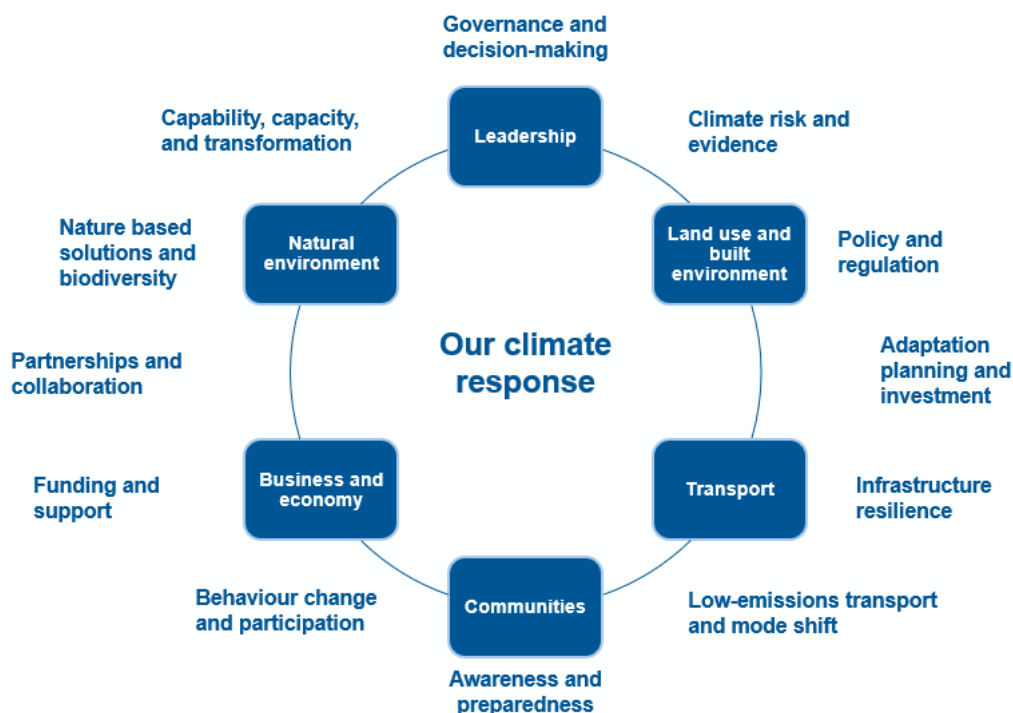 Governance and
decision-making
Leadership
Capability, capacity,
and transformation
Climate risk and
evidence
Nature based
solutions and
biodiversity
Natural
environment
Land use and
built
environment
Policy and
regulation
Our climate
response
Partnerships and
collaboration
Adaptation
planning and
investment
Funding and
support
Business and
economy
Transport
Infrastructure
resilience
Behaviour change
and participation
Communities
Low-emissions transport
and mode shift
Awareness and
preparedness